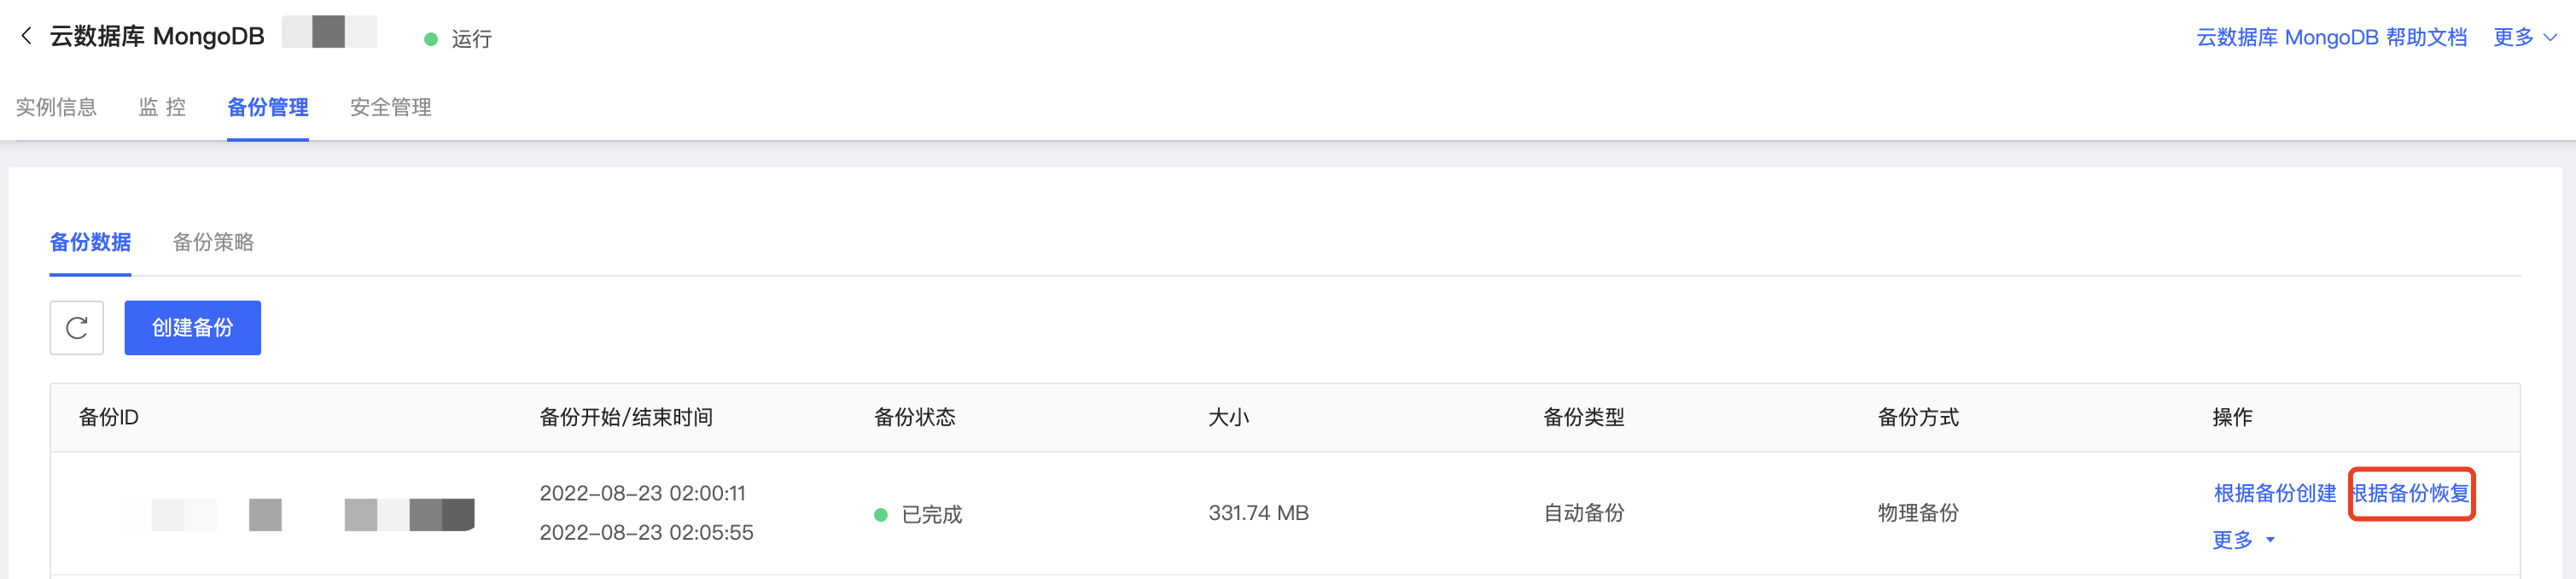 云数据库 MongoDB 运行 云数据库 MongoDB 帮助文档 更多
实例信息 监 控 备份管理 安全管理
备份数据 备份策略
创建备份
备份ID 备份开始/结束时间 备份状态 大小 备份类型 备份方式 操作
2022-08-23 02:00:11
2022-08-23 02:05:55
已完成 331.74 MB 自动备份 物理备份
根据备份创建 根据备份恢复
更多